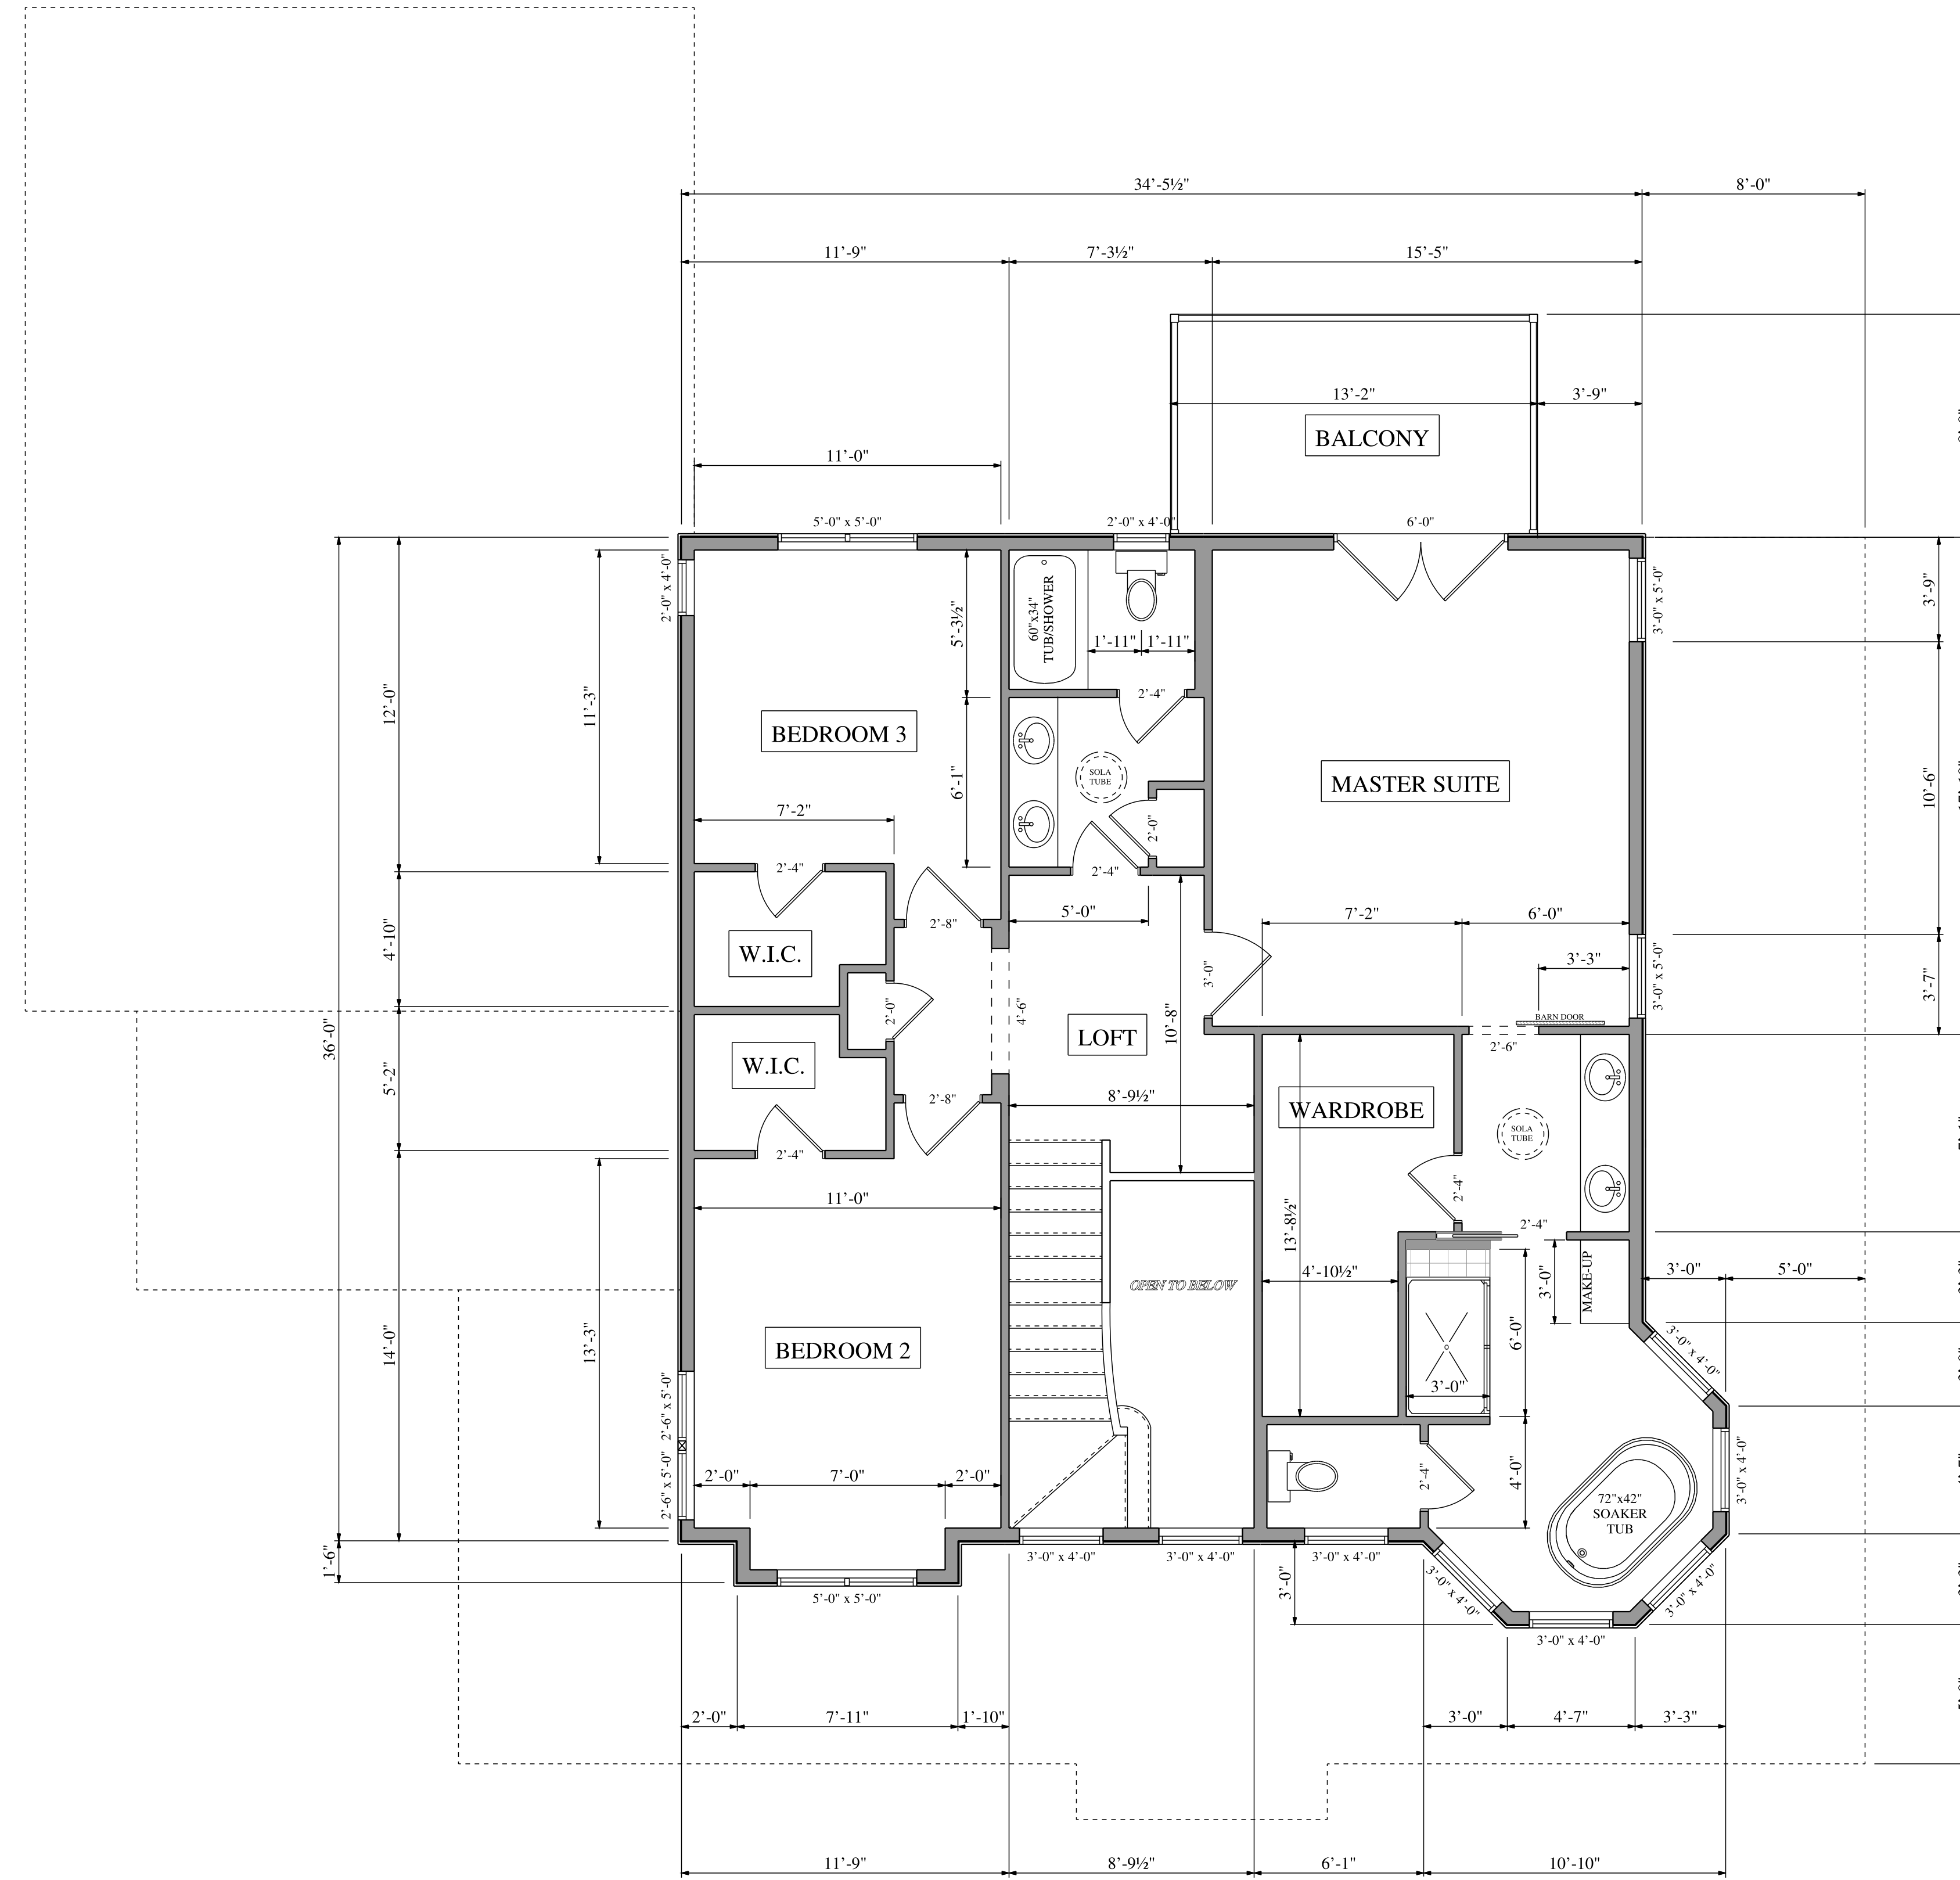 34'-5½"
8'-0"
11'-9"
7'-3½"
15'-5"
13'-2"
3'-9"
BALCONY
11'-0"
5'-0" x 5'-0"
2'-0" x 4'-0"
6'-0"
2'-0" x 4'-0"
3'-0" x 5'-0"
3'-9"
60"x34"
TUB/SHOWER
5'-3½"
1'-11"
1'-11"
2'-4"
12'-0"
11'-3"
BEDROOM 3
6'-1"
SOLA
TUBE
MASTER SUITE
10'-6"
7'-2"
2'-0"
2'-4"
2'-4"
2'-8"
5'-0"
7'-2"
6'-0"
4'-10"
W.I.C.
3'-0"
3'-3"
3'-0" x 5'-0"
3'-7"
36'-0"
2'-0"
4'-6"
LOFT
10'-8"
BARN DOOR
2'-6"
5'-2"
W.I.C.
2'-8"
8'-9½"
WARDROBE
SOLA
TUBE
2'-4"
2'-4"
11'-0"
13'-8½"
2'-4"
OPEN TO BELOW
4'-10½"
3'-0"
MAKE-UP
3'-0"
5'-0"
14'-0"
13'-3"
BEDROOM 2
6'-0"
3'-0" x 4'-0"
3'-0"
2'-6" x 5'-0"
2'-6" x 5'-0"
2'-0"
7'-0"
2'-0"
2'-4"
4'-0"
72"x42"
SOAKER
TUB
3'-0" x 4'-0"
1'-6"
3'-0" x 4'-0"
3'-0" x 4'-0"
3'-0" x 4'-0"
3'-0"
3'-0" x 4'-0"
3'-0" x 4'-0"
5'-0" x 5'-0"
3'-0" x 4'-0"
2'-0"
7'-11"
1'-10"
3'-0"
4'-7"
3'-3"
11'-9"
8'-9½"
6'-1"
10'-10"